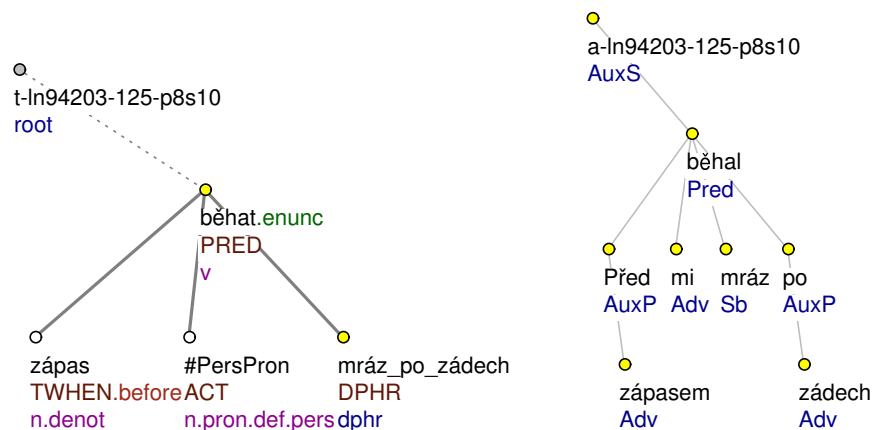 t-ln94203-125-p8s10
root
běhat.enunc
PRED
v
zápas
TWHEN.before
n.denot
#PersPron
ACT
n.pron.def.pers
mráz_po_zádech
DPHR
dphr
a-ln94203-125-p8s10
AuxS
běhal
Pred
Před
AuxP
mi
Adv
mráz
Sb
po
AuxP
zápasem
Adv
zádech
Adv